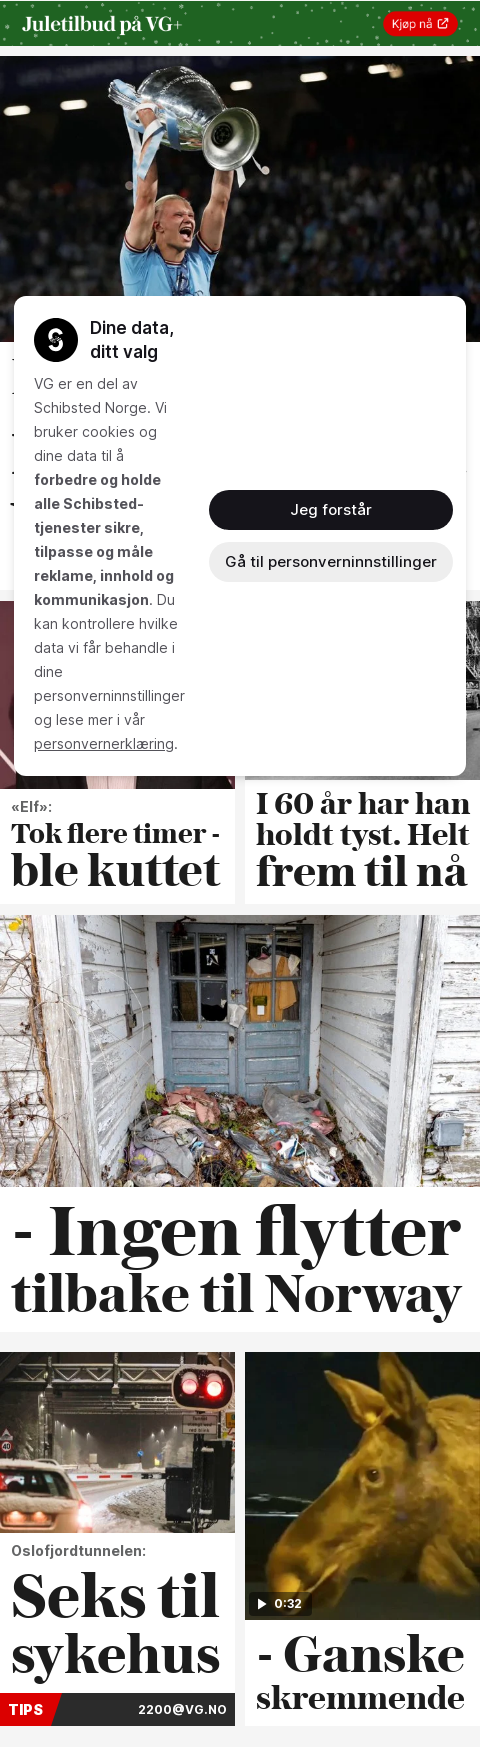 Juletilbud på VG+
Kjøp nå
Dine data,
ditt valg
VG er en del av
Schibsted Norge. Vi
bruker cookies og
dine data til å
forbedre og holde
alle Schibsted-
tjenester sikre,
tilpasse og måle
reklame, innhold og
kommunikasjon. Du
kan kontrollere hvilke
data vi får behandle i
dine
personverninnstillinger
og lese mer i vår
personvernerklæring.
Jeg forstår
Gå til personverninnstillinger
«Elf»:
Tok flere timer -
ble kuttet
I 60 år har han
holdt tyst. Helt
frem til nå
- Ingen flytter
tilbake til Norway
40
Oslofjordtunnelen:
Seks til
sykehus
TIPS
2200@VG.NO
0:32
- Ganske
skremmende